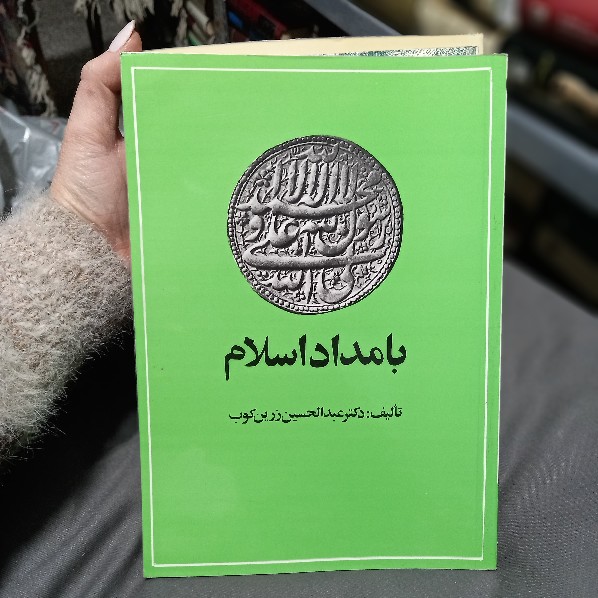 بامداد اسلام
تألیف: دکتر عبدالحسین زرین‌کوب